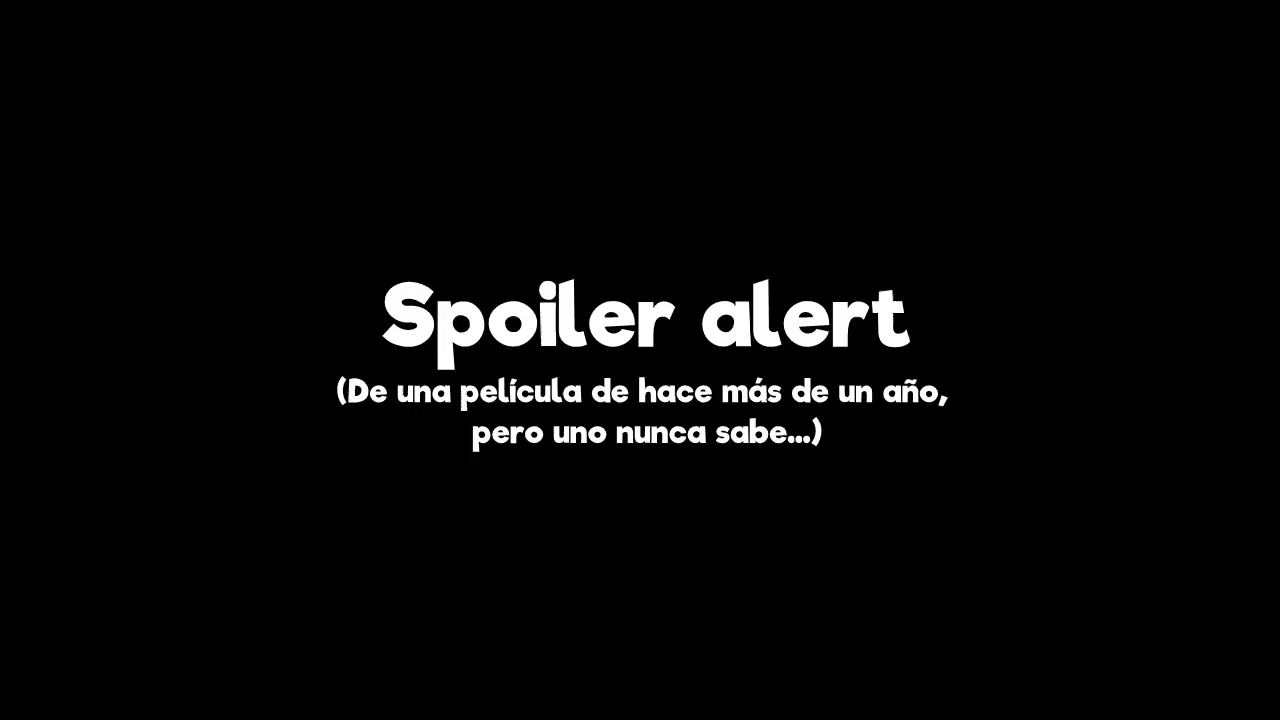 Spoiler alert
(De una película de hace más de un año,
pero uno nunca sabe...)